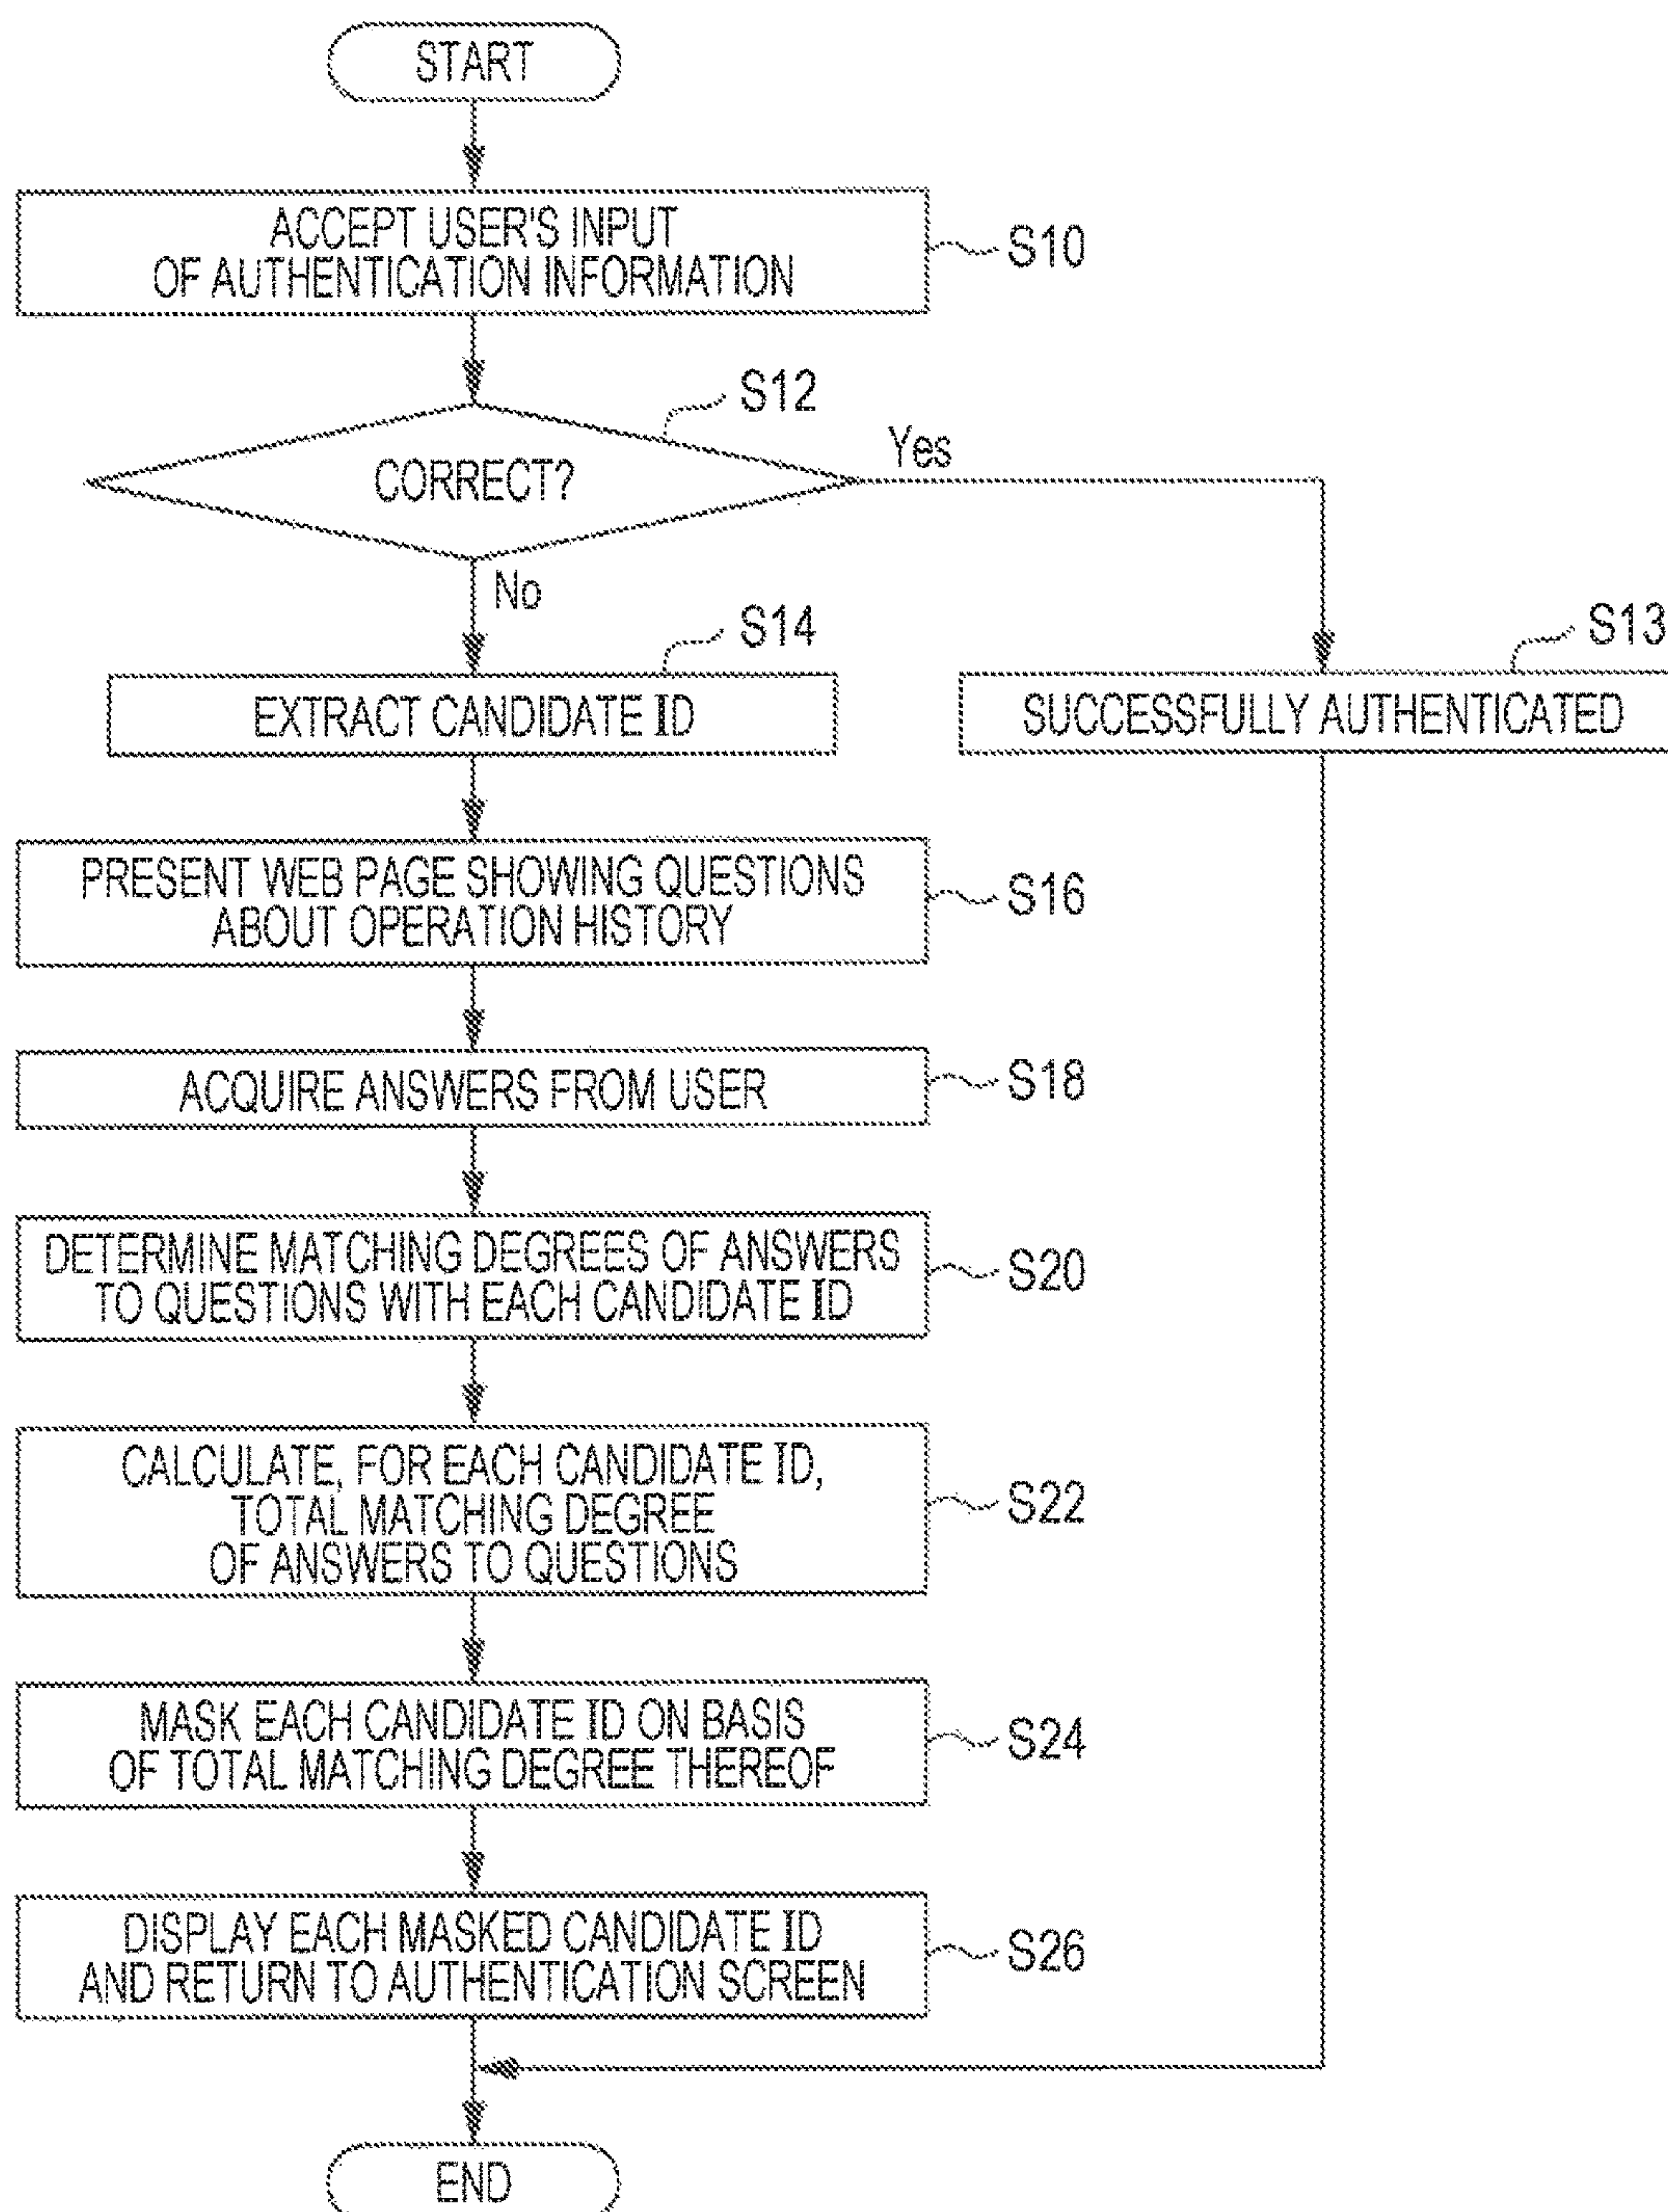 START
ACCEPT USER'S INPUT
OF AUTHENTICATION INFORMATION
S10
S12
CORRECT?
Yes
No
S14
S13
EXTRACT CANDIDATE ID
SUCCESSFULLY AUTHENTICATED
PRESENT WEB PAGE SHOWING QUESTIONS
ABOUT OPERATION HISTORY
S16
ACQUIRE ANSWERS FROM USER
S18
DETERMINE MATCHING DEGREES OF ANSWERS
TO QUESTIONS WITH EACH CANDIDATE ID
S20
CALCULATE, FOR EACH CANDIDATE ID,
TOTAL MATCHING DEGREE
OF ANSWERS TO QUESTIONS
S22
MASK EACH CANDIDATE ID ON BASIS
OF TOTAL MATCHING DEGREE THEREOF
S24
DISPLAY EACH MASKED CANDIDATE ID
AND RETURN TO AUTHENTICATION SCREEN
S26
END